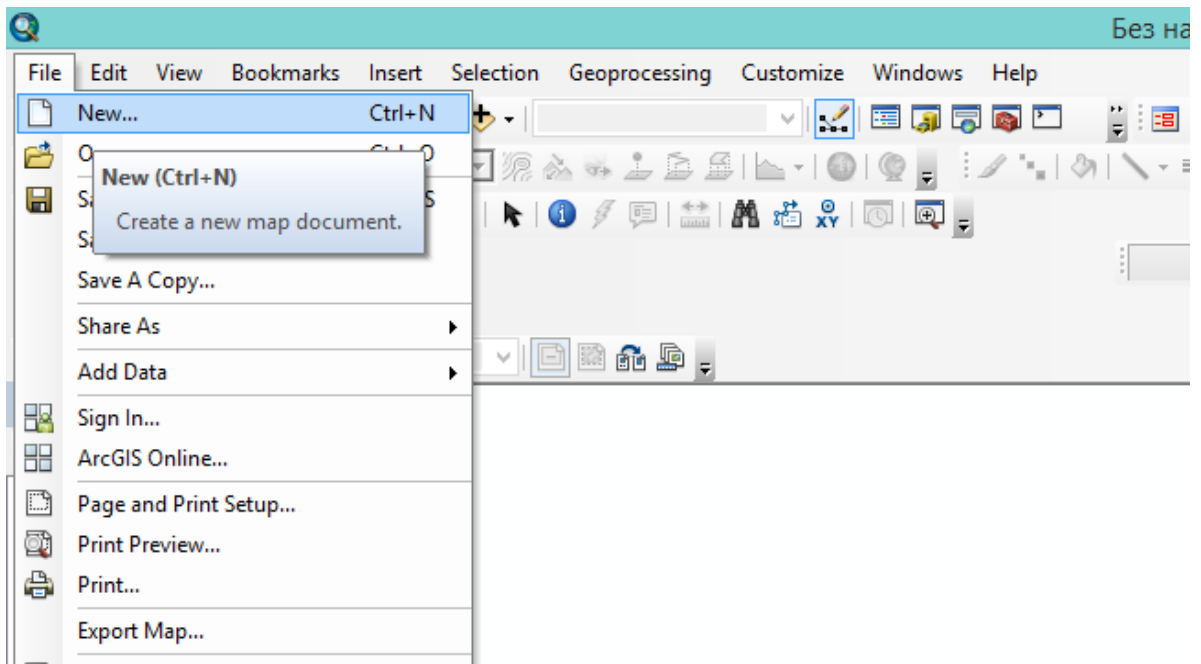 Без на
File Edit View Bookmarks Insert Selection Geoprocessing Customize Windows Help
New... Ctrl+N
New (Ctrl+N)
Create a new map document.
Save A Copy...
Share As
Add Data
Sign In...
ArcGIS Online...
Page and Print Setup...
Print Preview...
Print...
Export Map...
XY